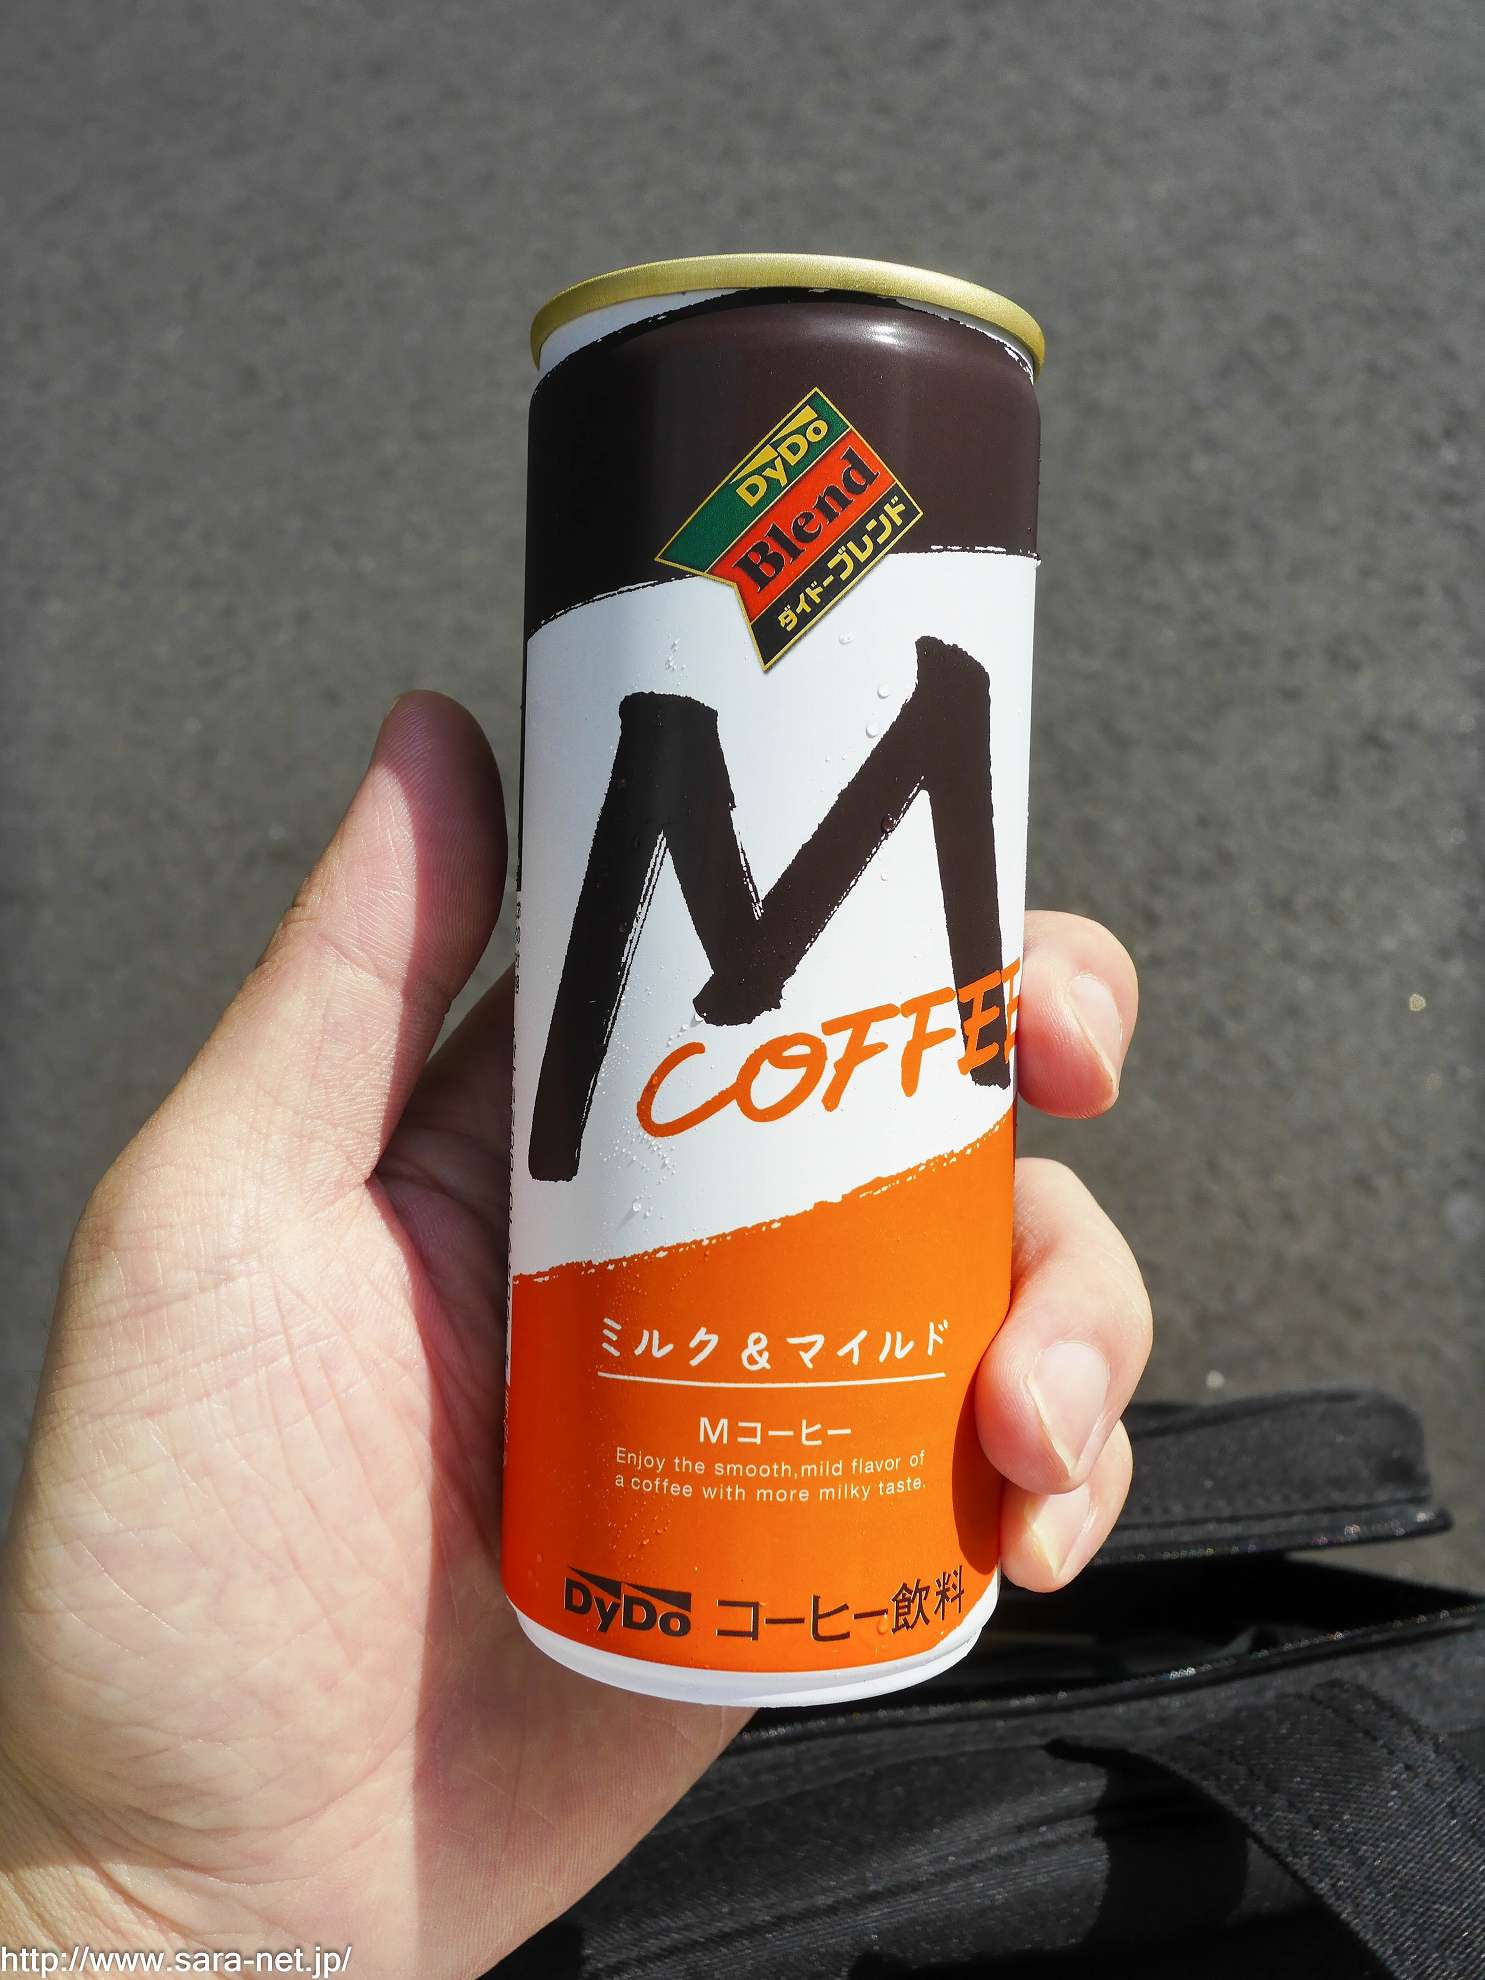 DyDo
Blend
ダイドーブレンド
M
COFFEE
ミルク&マイルド
Mコーヒー
Enjoy the smooth,mild flavor of
a coffee with more milky taste.
DyDo コーヒー飲料
http://www.sara-net.jp/